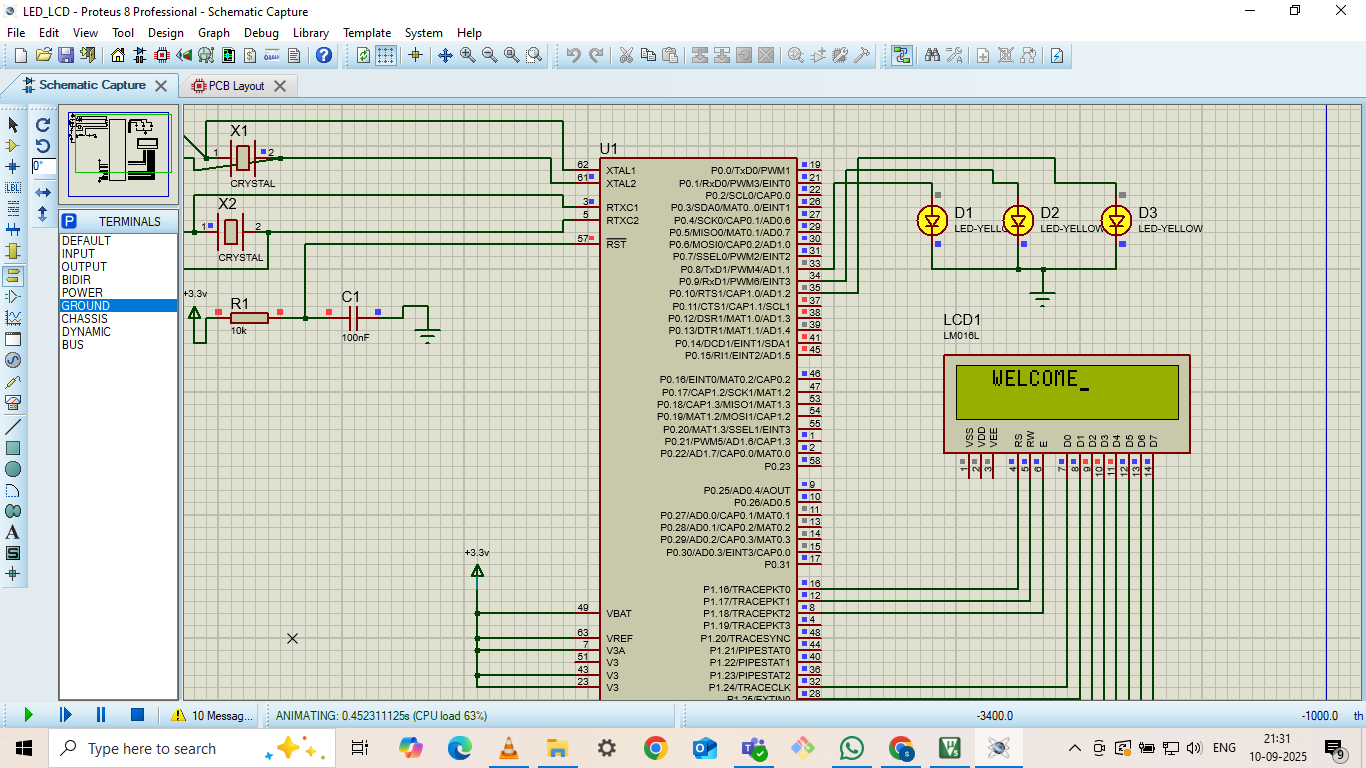 LED_LCD - Proteus 8 Professional - Schematic Capture
File Edit View Tool Design Graph Debug Library Template System Help
Schematic Capture
PCB Layout
0°
TERMINALS
DEFAULT
INPUT
OUTPUT
BIDIR
POWER
GROUND
CHASSIS
DYNAMIC
BUS
X1
1 2
CRYSTAL
X2
1 2
CRYSTAL
+3.3v
R1
10k
C1
100nF
+3.3v
U1
62 XTAL1
61 XTAL2
3 RTXC1
5 RTXC2
57 RST
49 VBAT
63 VREF
7 V3A
51 V3
43 V3
23 V3
P0.0/TxD0/PWM1 19
P0.1/RxD0/PWM3/EINT0 21
P0.2/SCL0/CAP0.0 22
P0.3/SDA0/MAT0..0/EINT1 26
P0.4/SCK0/CAP0.1/AD0.6 27
P0.5/MISO0/MAT0.1/AD0.7 29
P0.6/MOSI0/CAP0.2/AD1.0 30
P0.7/SSEL0/PWM2/EINT2 31
P0.8/TxD1/PWM4/AD1.1 33
P0.9/RxD1/PWM6/EINT3 34
P0.10/RTS1/CAP1.0/AD1.2 35
P0.11/CTS1/CAP1.1/SCL1 37
P0.12/DSR1/MAT1.0/AD1.3 38
P0.13/DTR1/MAT1.1/AD1.4 39
P0.14/DCD1/EINT1/SDA1 41
P0.15/RI1/EINT2/AD1.5 45
P0.16/EINT0/MAT0.2/CAP0.2 46
P0.17/CAP1.2/SCK1/MAT1.2 47
P0.18/CAP1.3/MISO1/MAT1.3 53
P0.19/MAT1.2/MOSI1/CAP1.2 54
P0.20/MAT1.3/SSEL1/EINT3 55
P0.21/PWM5/AD1.6/CAP1.3 1
P0.22/AD1.7/CAP0.0/MAT0.0 2
P0.23 58
P0.25/AD0.4/AOUT 9
P0.26/AD0.5 10
P0.27/AD0.0/CAP0.1/MAT0.1 11
P0.28/AD0.1/CAP0.2/MAT0.2 13
P0.29/AD0.2/CAP0.3/MAT0.3 14
P0.30/AD0.3/EINT3/CAP0.0 15
P0.31 17
P1.16/TRACEPKT0 16
P1.17/TRACEPKT1 12
P1.18/TRACEPKT2 8
P1.19/TRACEPKT3 4
P1.20/TRACESYNC 48
P1.21/PIPESTAT0 44
P1.22/PIPESTAT1 40
P1.23/PIPESTAT2 36
P1.24/TRACECLK 32
P1.25/EXTIN0 28
D1
LED-YELLO
D2
LED-YELLOW
D3
LED-YELLOW
LCD1
LM016L
WELCOME_
VSS VDD VEE RS RW E D0 D1 D2 D3 D4 D5 D6 D7
1 2 3 4 5 6 7 8 9 10 11 12 13 14
10 Messag...
ANIMATING: 0.452311125s (CPU load 63%)
-3400.0
-1000.0
th
Type here to search
ENG
21:31
10-09-2025
9